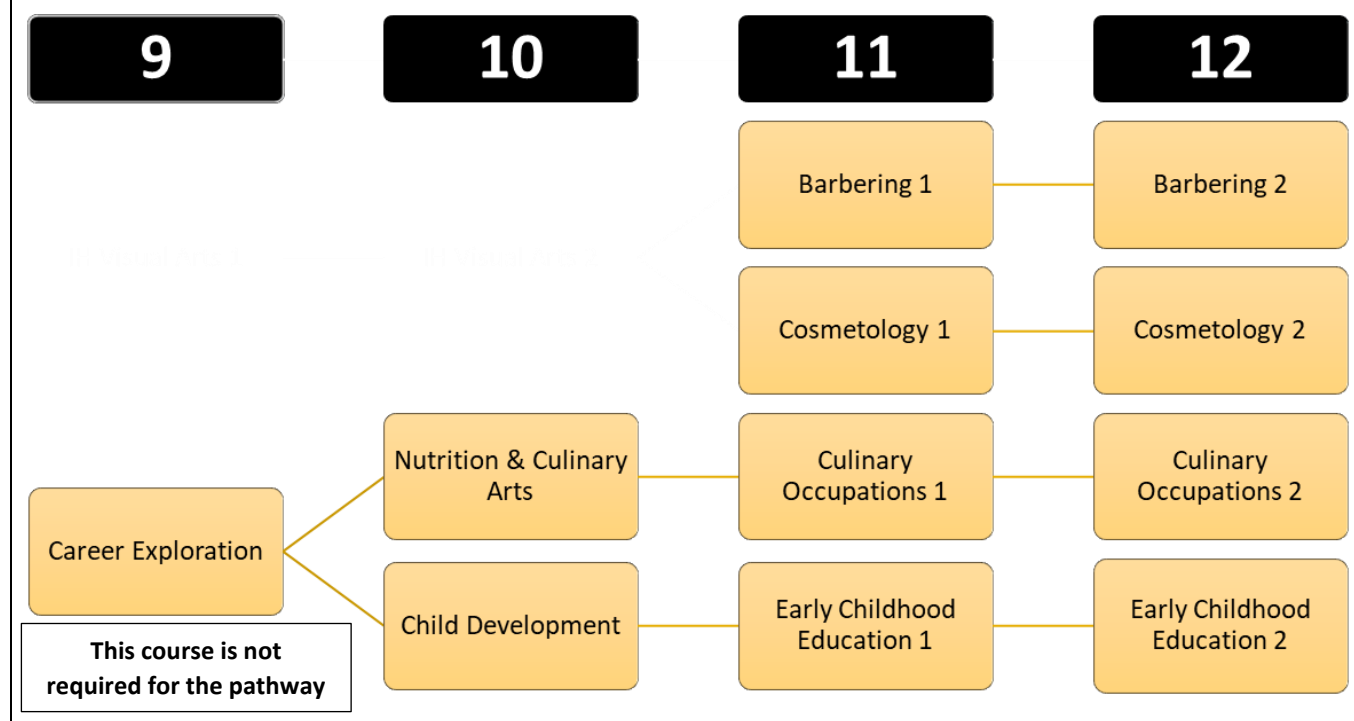 9
10
11
12
Barbering 1
Barbering 2
Cosmetology 1
Cosmetology 2
Nutrition & Culinary
Arts
Culinary
Occupations 1
Culinary
Occupations 2
Career Exploration
Child Development
Early Childhood
Education 1
Early Childhood
Education 2
This course is not
required for the pathway